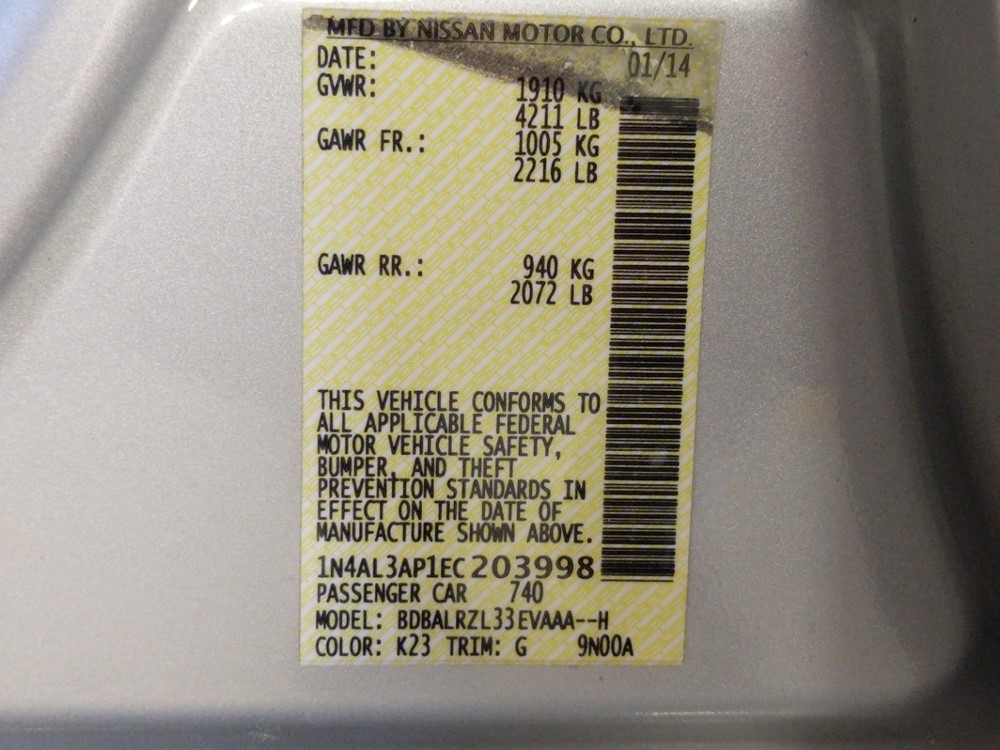 MFD BY NISSAN MOTOR CO., LTD.
DATE: 01/14
GVWR: 1910 KG
4211 LB
GAWR FR.: 1005 KG
2216 LB
GAWR RR.: 940 KG
2072 LB
THIS VEHICLE CONFORMS TO
ALL APPLICABLE FEDERAL
MOTOR VEHICLE SAFETY,
BUMPER, AND THEFT
PREVENTION STANDARDS IN
EFFECT ON THE DATE OF
MANUFACTURE SHOWN ABOVE.
1N4AL3AP1EC203998
PASSENGER CAR 740
MODEL: BDBALRZL33EVAAA--H
COLOR: K23 TRIM: G 9N00A